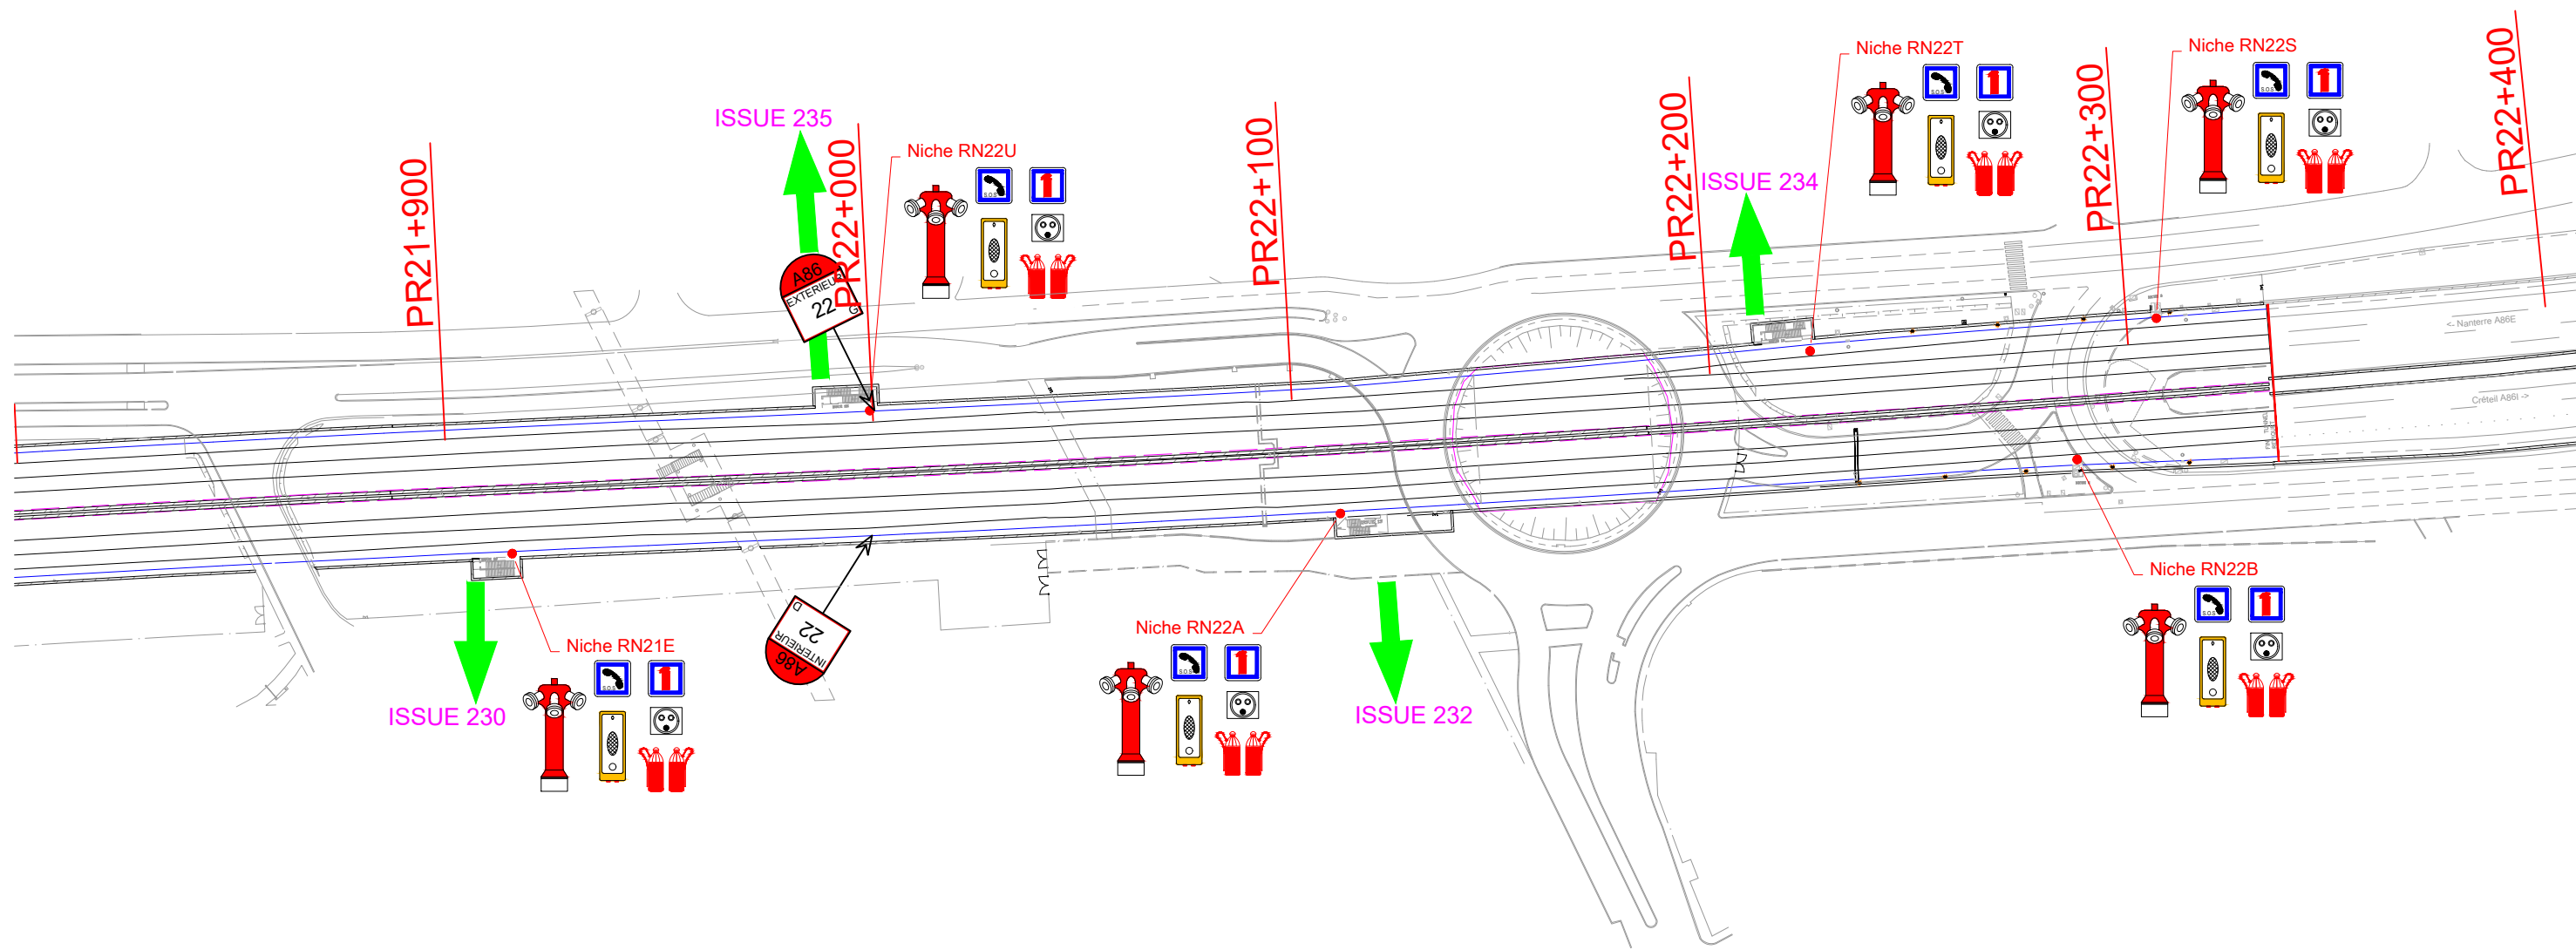 Niche RN22T
Niche RN22S
PR22+400
PR22+300
PR22+200
ISSUE 235
PR22+100
PR22+000
Niche RN22U
PR21+900
ISSUE 234
S.O.S
S.O.S
S.O.S
A86
EXTERIEUR
22
G
<- Nanterre A86E
Créteil A86I ->
Niche RN22B
S.O.S
D
22
INTERIEUR
A86
Niche RN22A
Niche RN21E
S.O.S
S.O.S
ISSUE 230
ISSUE 232